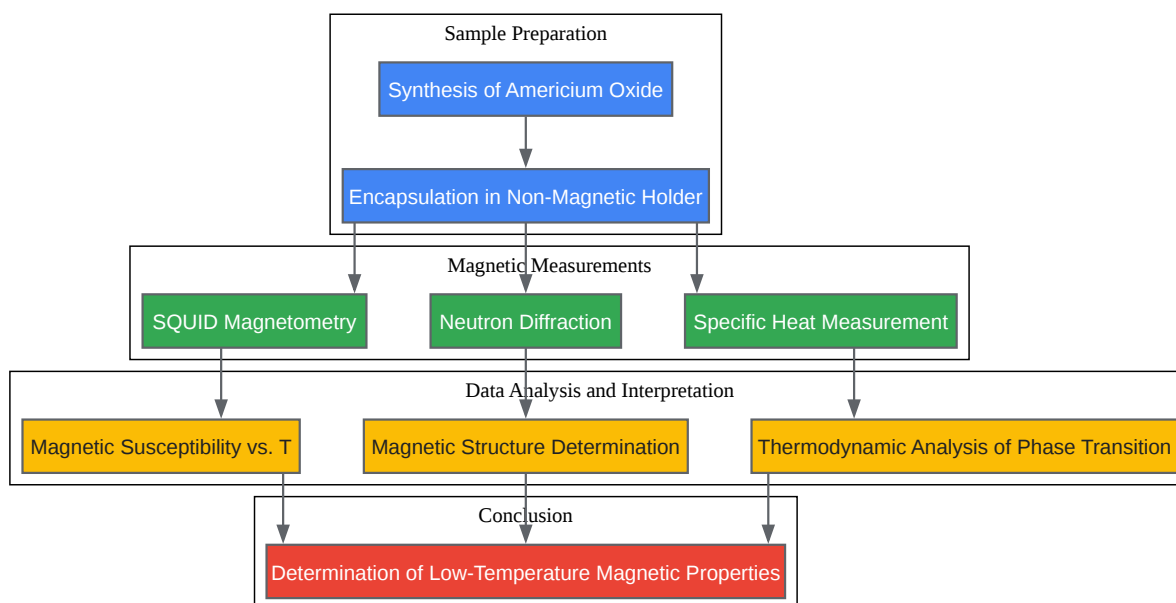 Sample Preparation
Synthesis of Americium Oxide
Encapsulation in Non-Magnetic Holder
Magnetic Measurements
SQUID Magnetometry
Neutron Diffraction
Specific Heat Measurement
Data Analysis and Interpretation
Magnetic Susceptibility vs. T
Magnetic Structure Determination
Thermodynamic Analysis of Phase Transition
Conclusion
Determination of Low-Temperature Magnetic Properties